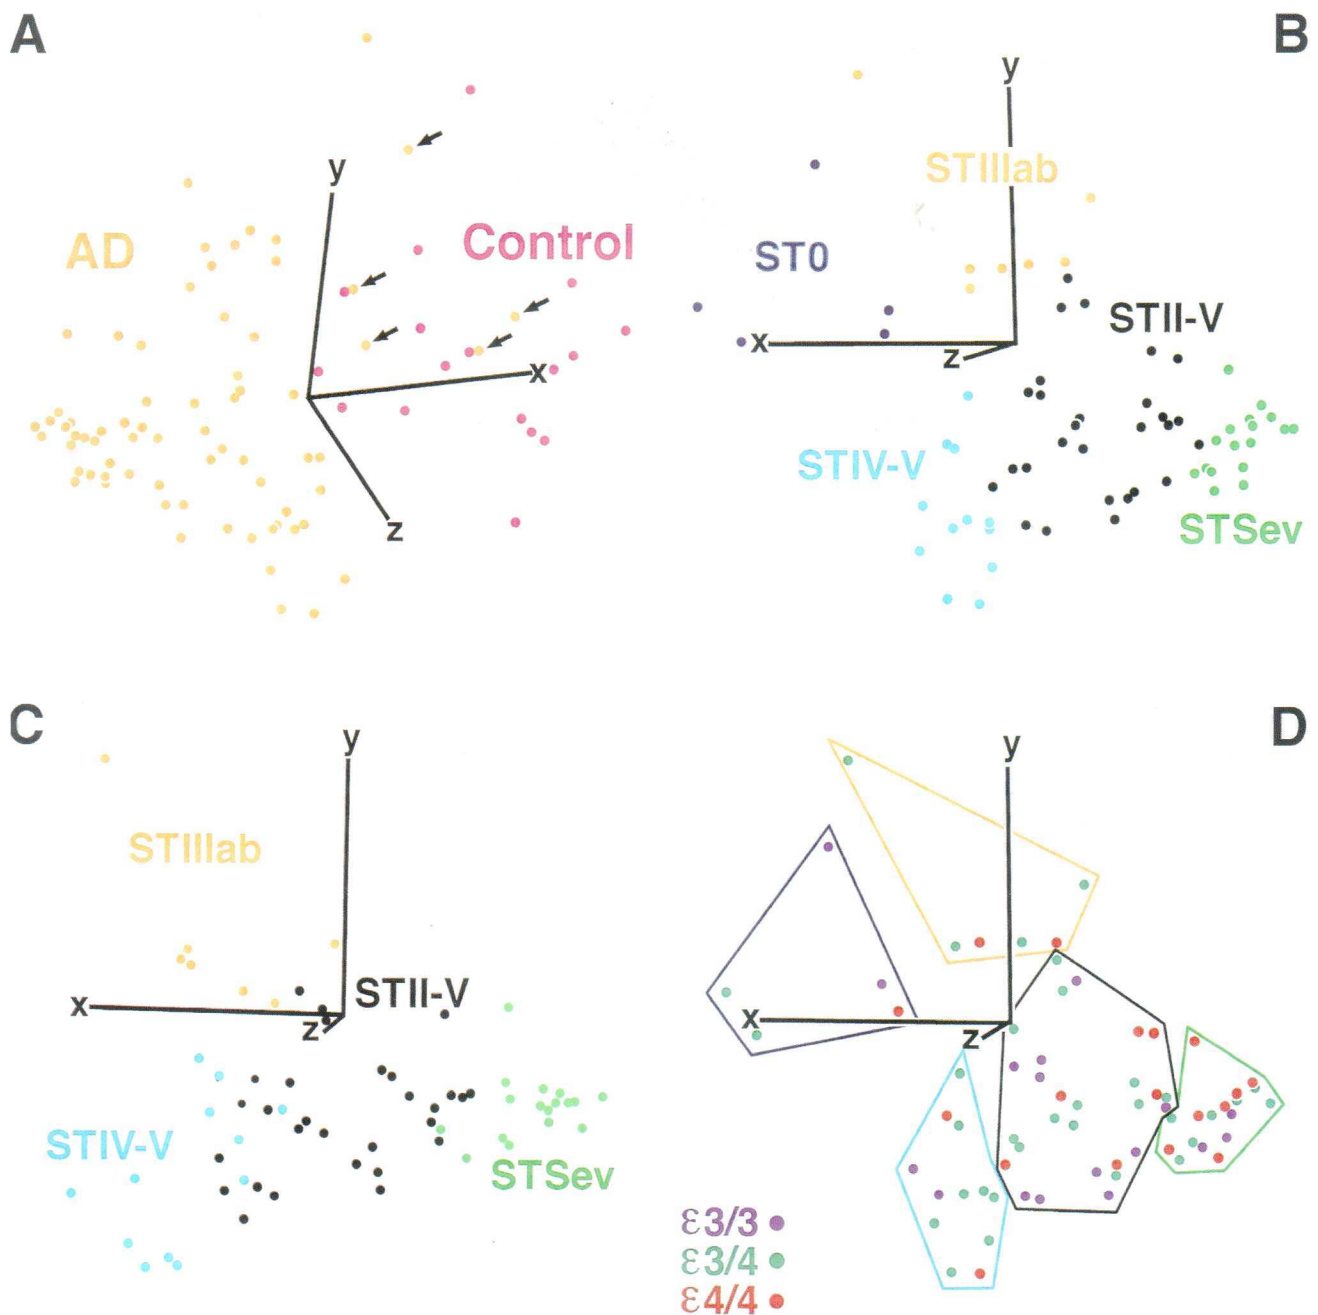 A
B
y
AD
Control
x
z
y
STIIIab
ST0
STII-V
x
z
STIV-V
STSev
C
D
y
STIIIab
x
STII-V
z
STIV-V
STSev
y
x
z
ε3/3
ε3/4
ε4/4